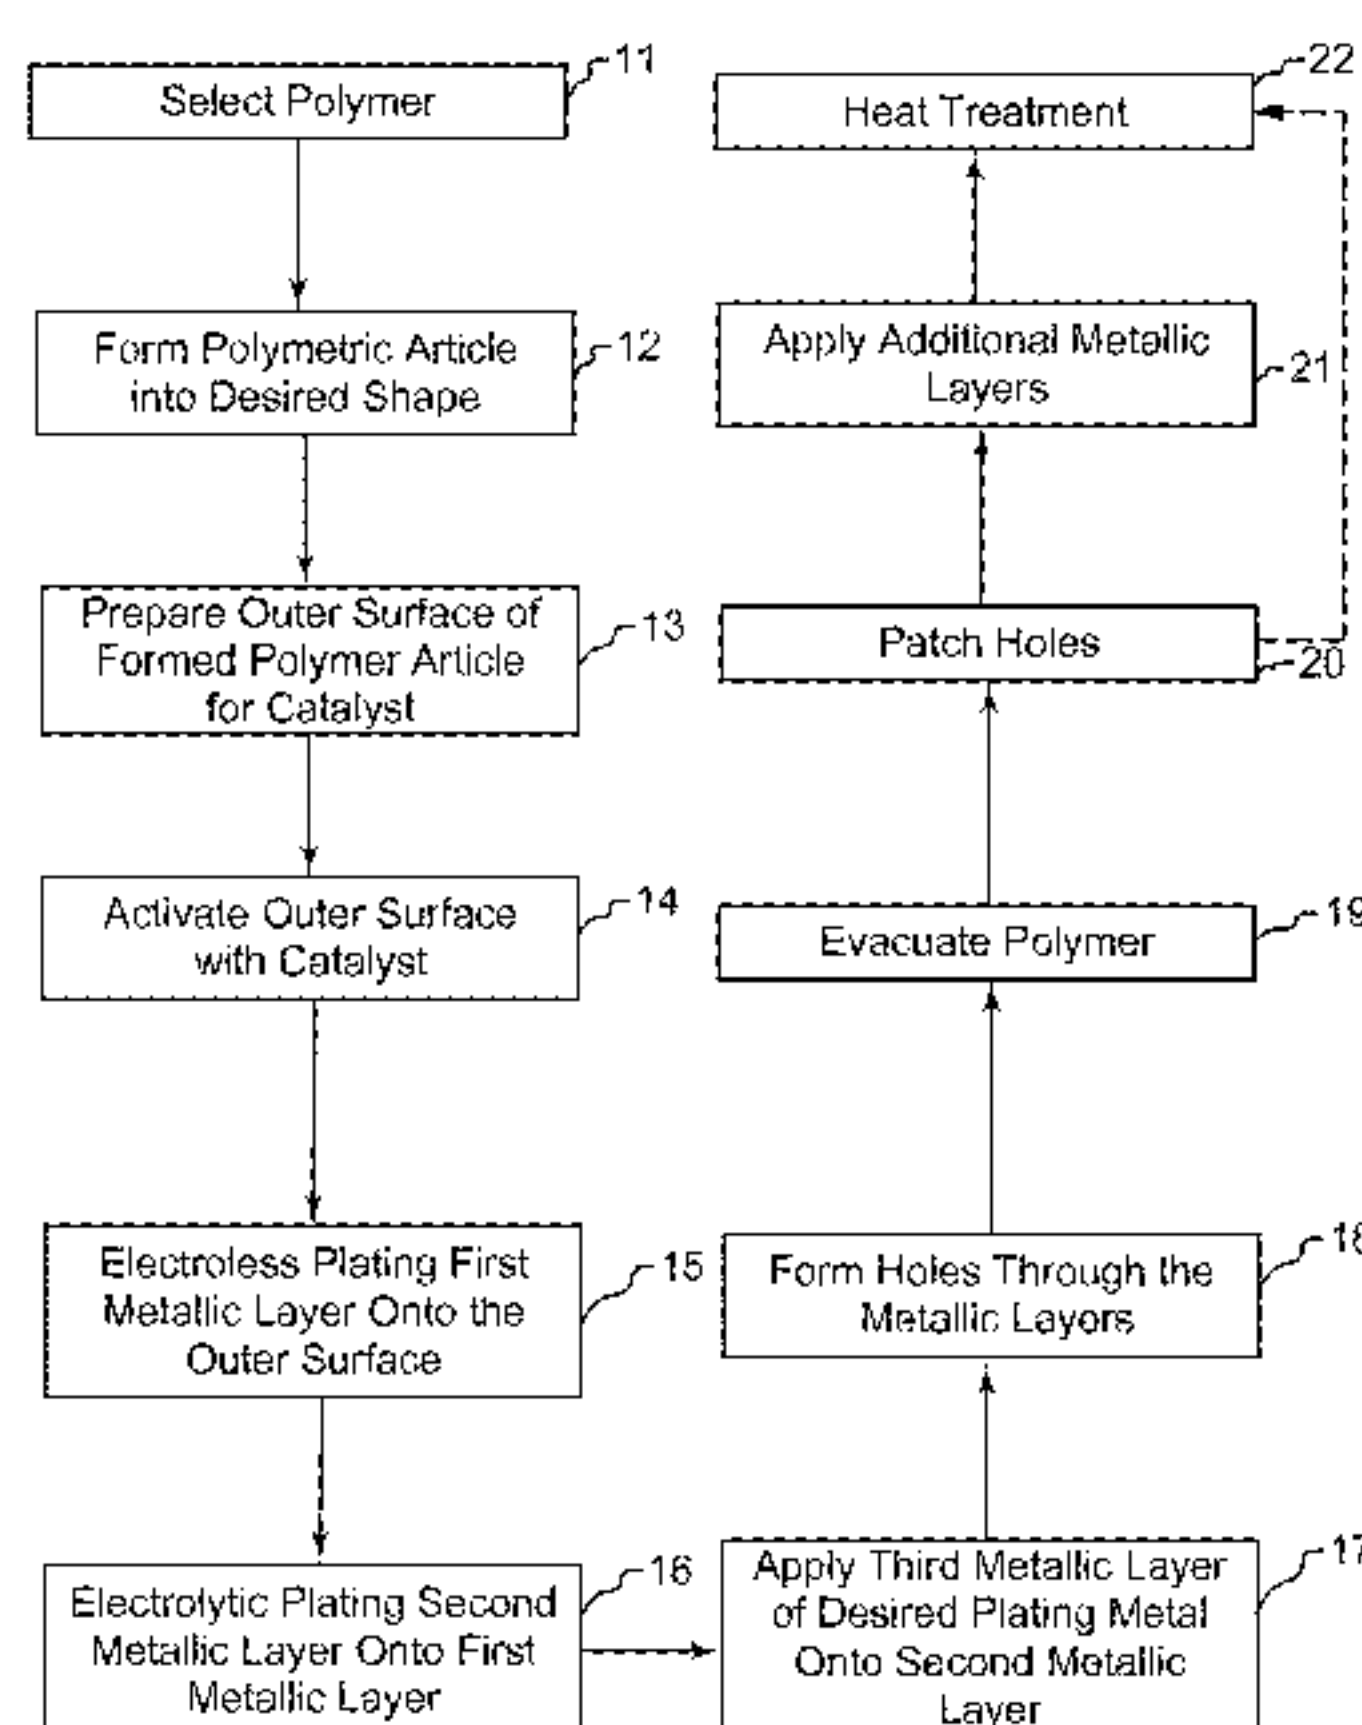 11
Select Polymer
12
Form Polymetric Article
into Desired Shape
13
Prepare Outer Surface of
Formed Polymer Article
for Catalyst
14
Activate Outer Surface
with Catalyst
15
Electroless Plating First
Metallic Layer Onto the
Outer Surface
16
Electrolytic Plating Second
Metallic Layer Onto First
Metallic Layer
17
Apply Third Metallic Layer
of Desired Plating Metal
Onto Second Metallic
Layer
18
Form Holes Through the
Metallic Layors
19
Evacuate Polymer
Patch Holes
20
Apply Additional Metallic
Layers
21
22
Heat Treatment